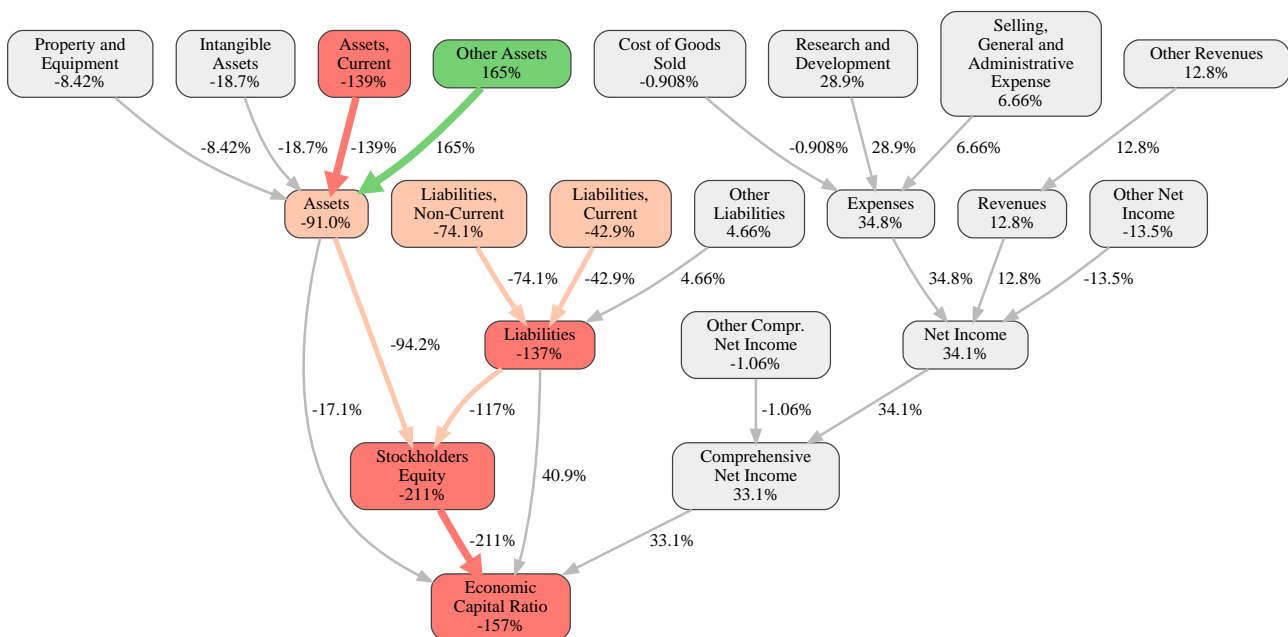 Property and
Equipment
-8.42%
Intangible
Assets
-18.7%
Assets,
Current
-139%
Other Assets
165%
Cost of Goods
Sold
-0.908%
Research and
Development
28.9%
Selling,
General and
Administrative
Expense
6.66%
Other Revenues
12.8%
-8.42%
-18.7%
-139%
165%
-0.908%
28.9%
6.66%
12.8%
Assets
-91.0%
Liabilities,
Non-Current
-74.1%
Liabilities,
Current
-42.9%
Other
Liabilities
4.66%
Expenses
34.8%
Revenues
12.8%
Other Net
Income
-13.5%
-74.1%
-42.9%
4.66%
34.8%
12.8%
-13.5%
-94.2%
Liabilities
-137%
Other Compr.
Net Income
-1.06%
Net Income
34.1%
-17.1%
-117%
-1.06%
34.1%
Stockholders
Equity
-211%
40.9%
Comprehensive
Net Income
33.1%
-211%
33.1%
Economic
Capital Ratio
-157%